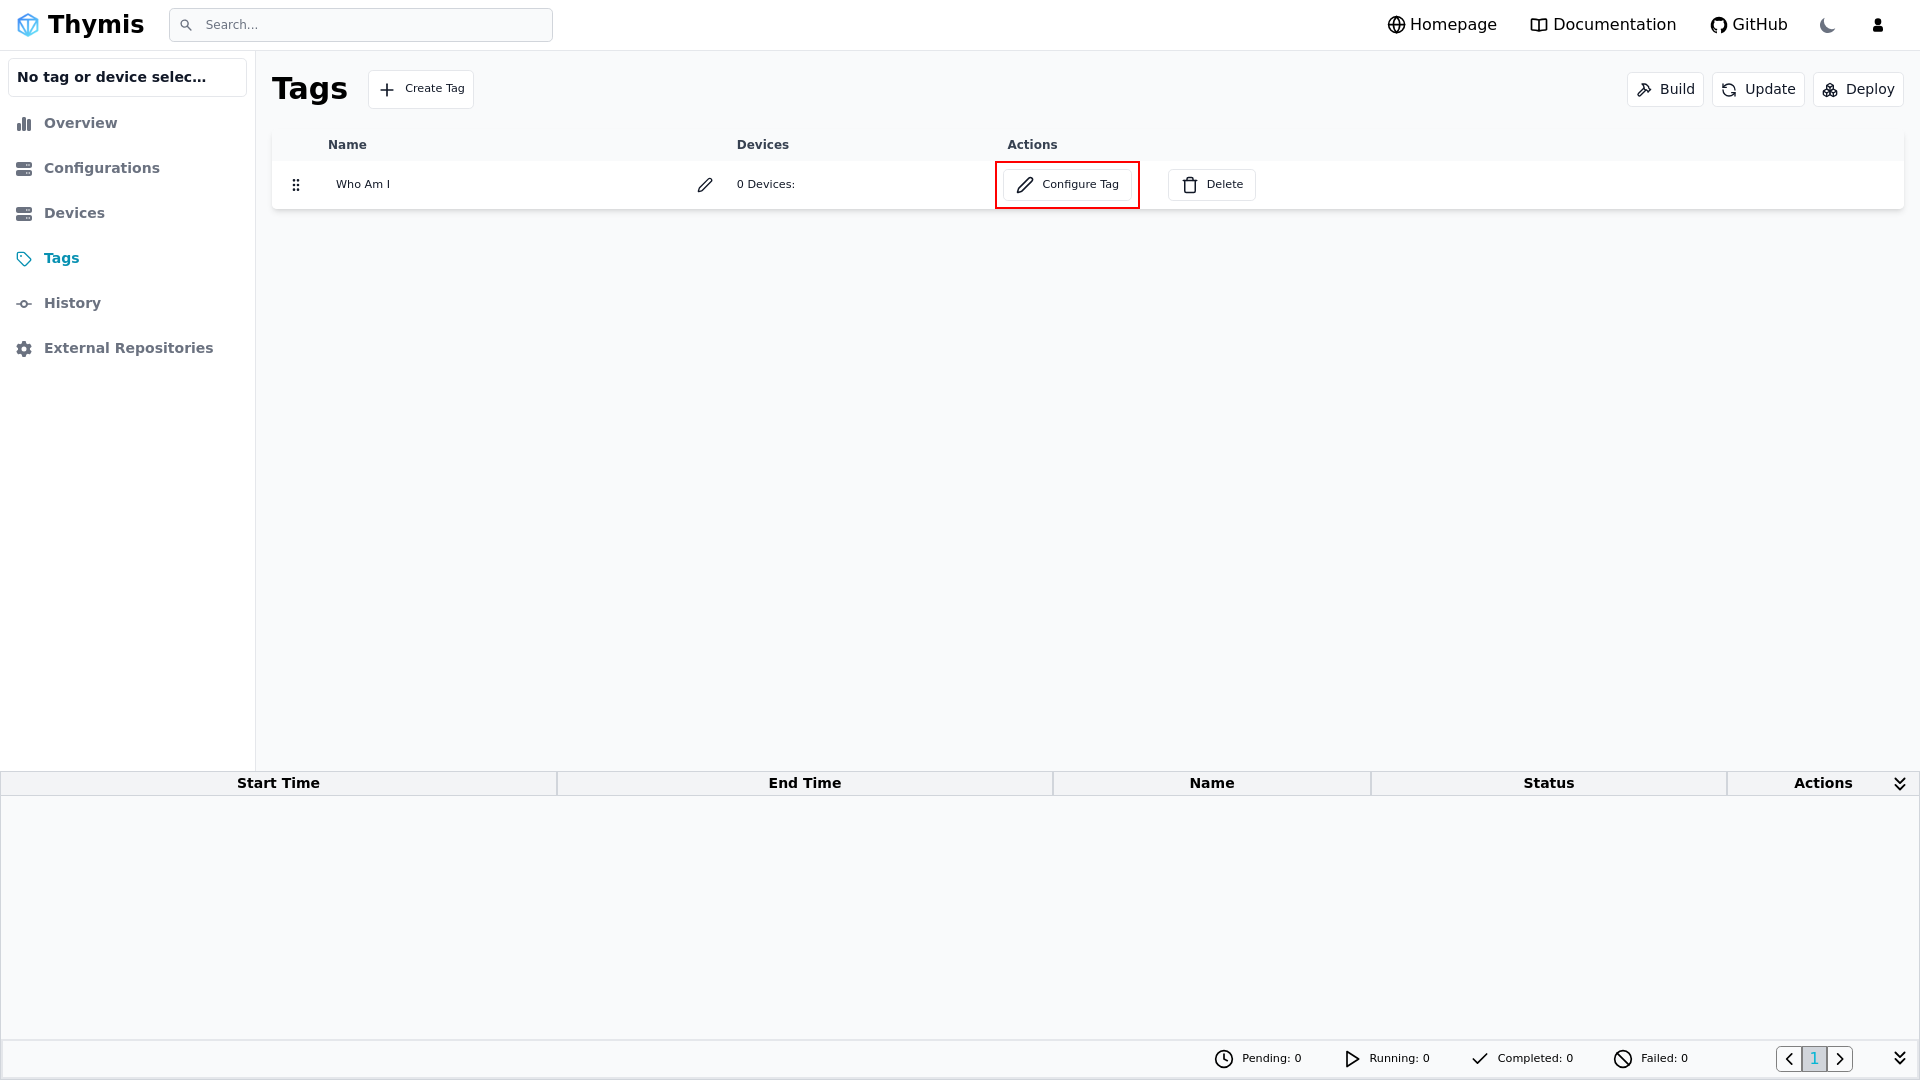 Thymis
Search...
Homepage
Documentation
GitHub
No tag or device selec...
Overview
Configurations
Devices
Tags
History
External Repositories
Tags
Create Tag
Build
Update
Deploy
Name
Devices
Actions
Who Am I
0 Devices:
Configure Tag
Delete
Start Time
End Time
Name
Status
Actions
Pending: 0
Running: 0
Completed: 0
Failed: 0
1